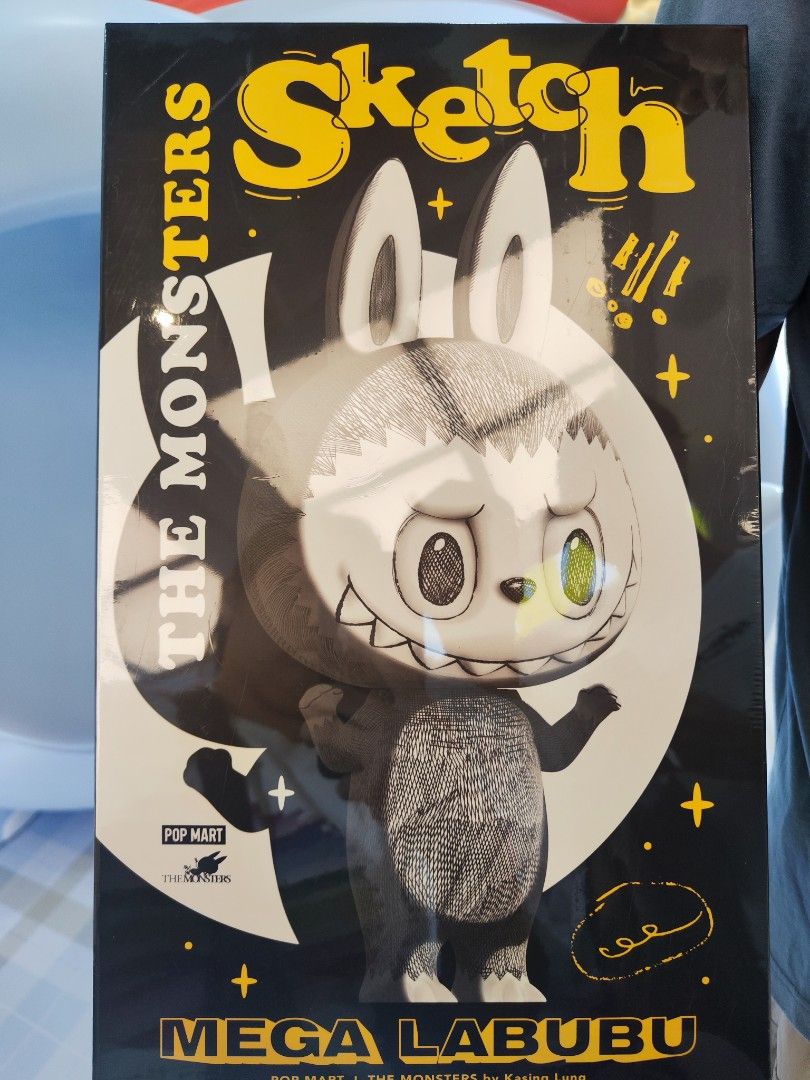 Sketch
THE MONSTERS
POP MART
THE MONSTERS
MEGA LABUBU
POP MART | THE MONSTERS by Kasing Lung